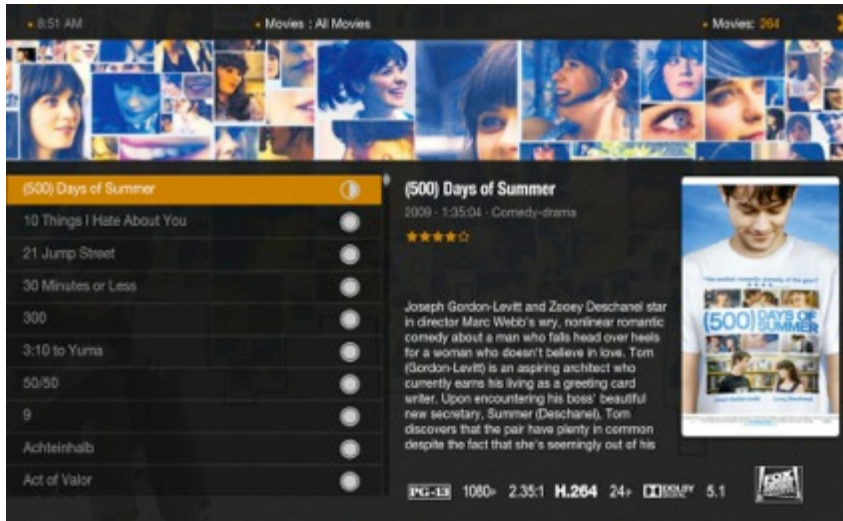 8:51 AM
Movies : All Movies
Movies: 264
(500) Days of Summer
10 Things I Hate About You
21 Jump Street
30 Minutes or Less
300
3:10 to Yuma
50/50
9
Achteinhalb
Act of Valor
(500) Days of Summer
2009 - 1:35:04 - Comedy-drama
Joseph Gordon-Levitt and Zooey Deschanel star
in director Marc Webb's wry, nonlinear romantic
comedy about a man who falls head over heels
for a woman who doesn't believe in love. Tom
(Gordon-Levitt) is an aspiring architect who
currently earns his living as a greeting card
writer. Upon encountering his boss' beautiful
new secretary, Summer (Deschanel), Tom
discovers that the pair have plenty in common
despite the fact that she's seemingly out of his
(500) DAYS OF
SUMMER
PG-13 1080p 2.35:1 H.264 24p DOLBY DIGITAL 5.1
FOX